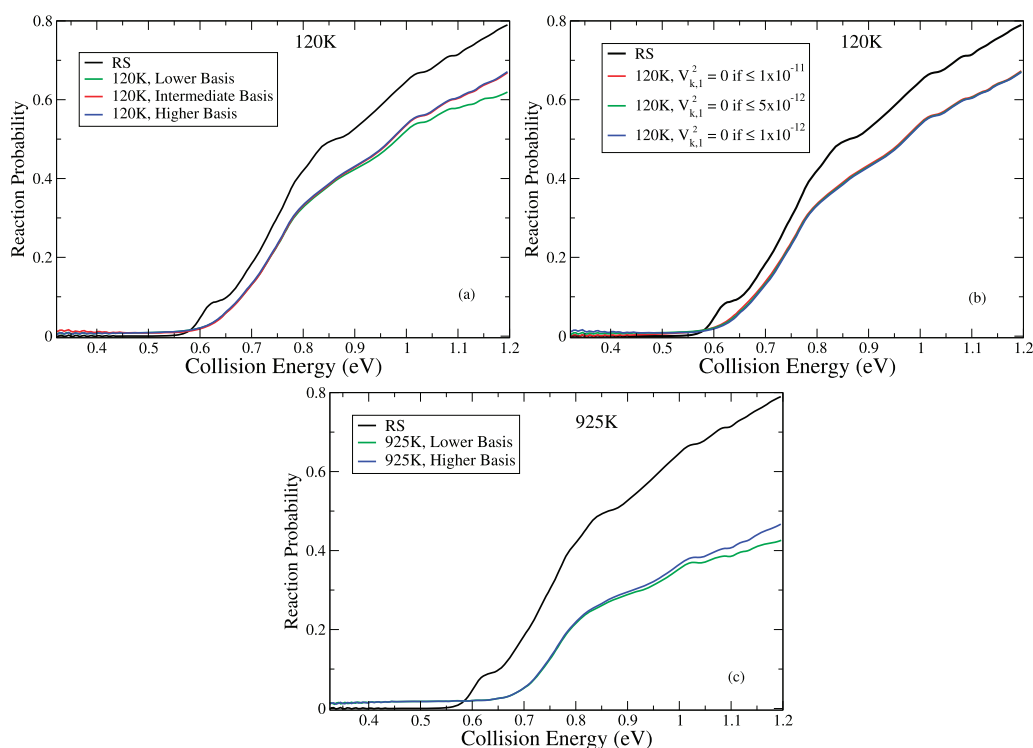 0.8
0.6
0.4
0.2
0
Reaction Probability
120K
RS
120K, Lower Basis
120K, Intermediate Basis
120K, Higher Basis
(a)
0.4 0.5 0.6 0.7 0.8 0.9 1 1.1 1.2
Collision Energy (eV)
0.8
0.6
0.4
0.2
0
Reaction Probability
120K
RS
120K, V²k,1 = 0 if ≤ 1x10⁻¹¹
120K, V²k,1 = 0 if ≤ 5x10⁻¹²
120K, V²k,1 = 0 if ≤ 1x10⁻¹²
(b)
0.4 0.5 0.6 0.7 0.8 0.9 1 1.1 1.2
Collision Energy (eV)
0.8
0.6
0.4
0.2
0
Reaction Probability
925K
RS
925K, Lower Basis
925K, Higher Basis
(c)
0.4 0.5 0.6 0.7 0.8 0.9 1 1.1 1.2
Collision Energy (eV)